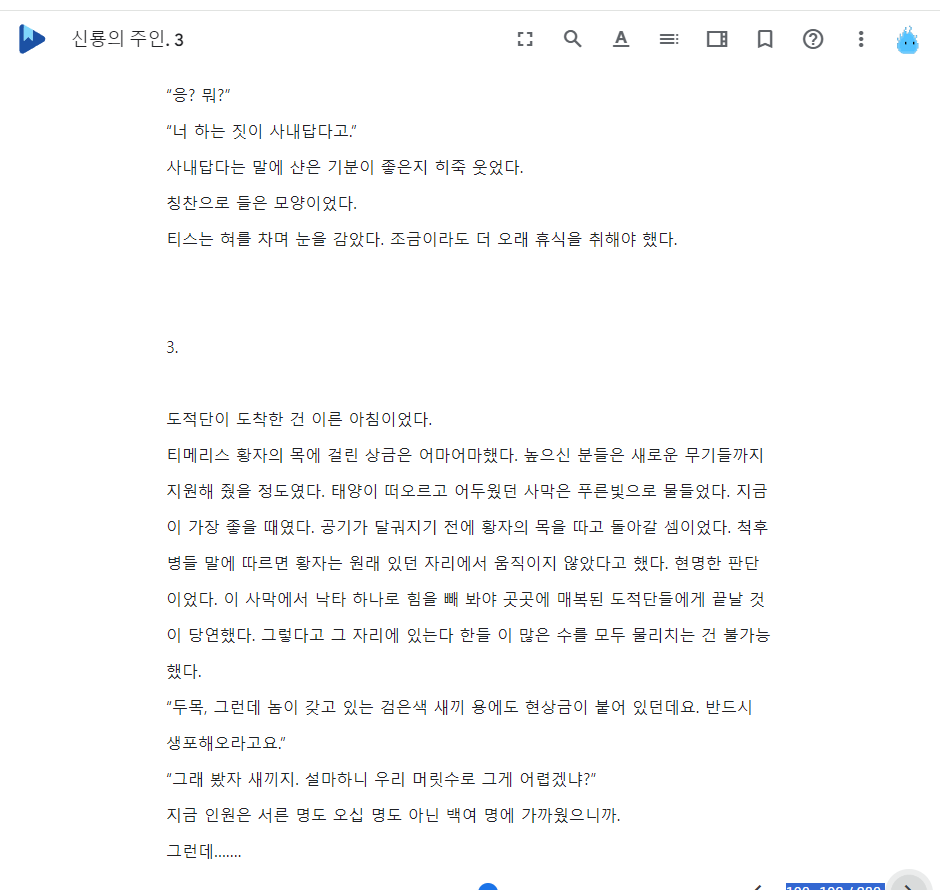 신룡의 주인. 3
"응? 뭐?"
"너 하는 짓이 사내답다고."
사내답다는 말에 샨은 기분이 좋은지 히죽 웃었다.
칭찬으로 들은 모양이었다.
티스는 혀를 차며 눈을 감았다. 조금이라도 더 오래 휴식을 취해야 했다.
3.
도적단이 도착한 건 이른 아침이었다.
티메리스 황자의 목에 걸린 상금은 어마어마했다. 높으신 분들은 새로운 무기들까지
지원해 줬을 정도였다. 태양이 떠오르고 어두웠던 사막은 푸른빛으로 물들었다. 지금
이 가장 좋을 때였다. 공기가 달궈지기 전에 황자의 목을 따고 돌아갈 셈이었다. 척후
병들 말에 따르면 황자는 원래 있던 자리에서 움직이지 않았다고 했다. 현명한 판단
이었다. 이 사막에서 낙타 하나로 힘을 빼 봐야 곳곳에 매복된 도적단들에게 끝날 것
이 당연했다. 그렇다고 그 자리에 있는다 한들 이 많은 수를 모두 물리치는 건 불가능
했다.
"두목, 그런데 놈이 갖고 있는 검은색 새끼 용에도 현상금이 붙어 있던데요. 반드시
생포해오라고요."
"그래 봤자 새끼지. 설마하니 우리 머릿수로 그게 어렵겠냐?"
지금 인원은 서른 명도 오십 명도 아닌 백여 명에 가까웠으니까.
그런데.......